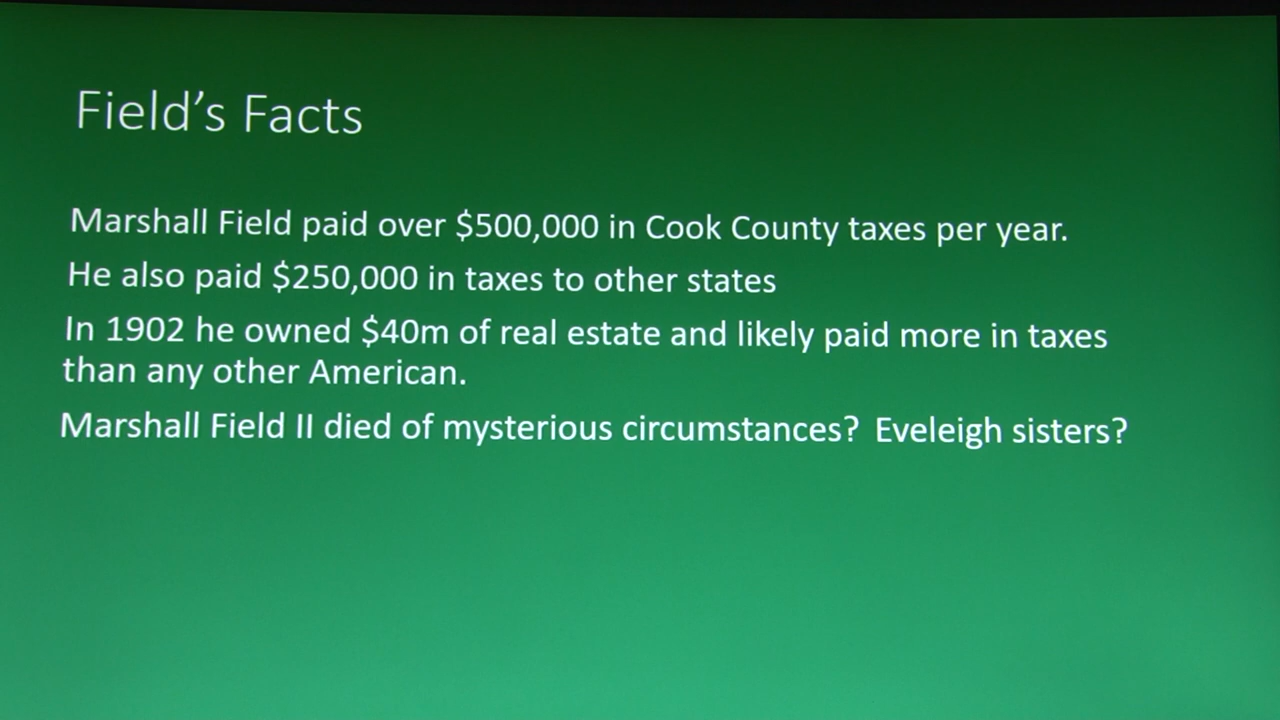 Field’s Facts
Marshall Field paid over $500,000 in Cook County taxes per year.
He also paid $250,000 in taxes to other states
In 1902 he owned $40m of real estate and likely paid more in taxes
than any other American.
Marshall Field II died of mysterious circumstances? Eveleigh sisters?